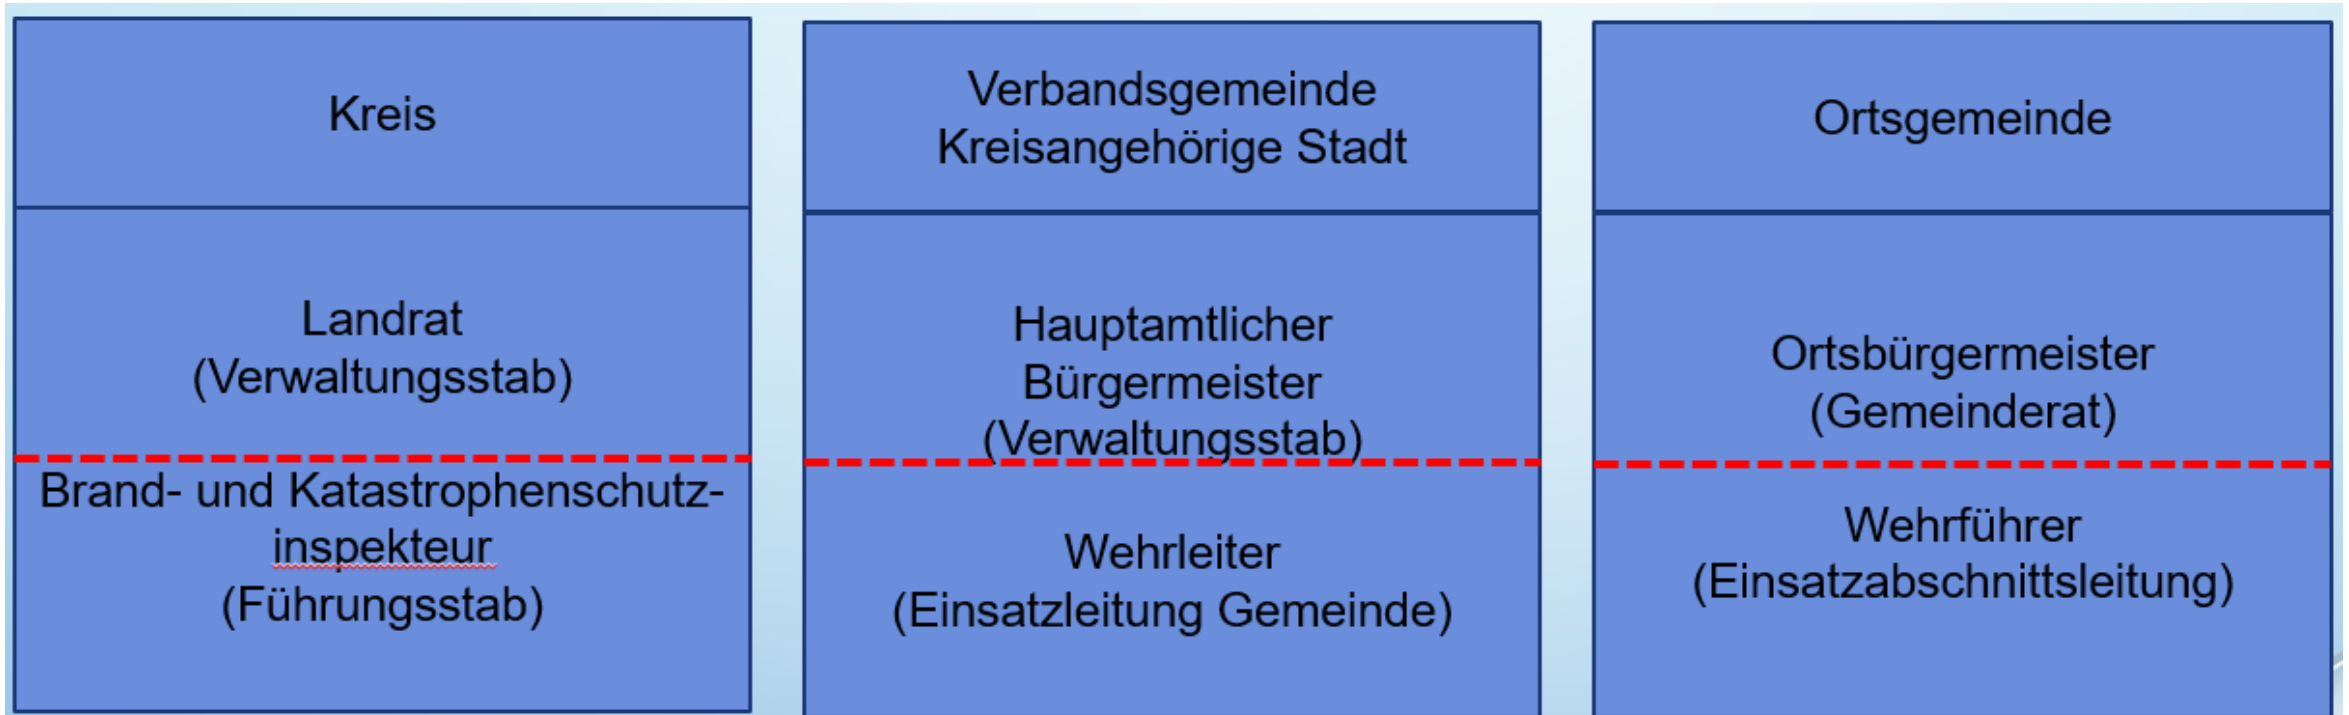 Kreis
Landrat
(Verwaltungsstab)
Brand- und Katastrophenschutz-
inspekteur
(Führungsstab)
Verbandsgemeinde
Kreisangehörige Stadt
Hauptamtlicher
Bürgermeister
(Verwaltungsstab)
Wehrleiter
(Einsatzleitung Gemeinde)
Ortsgemeinde
Ortsbürgermeister
(Gemeinderat)
Wehrführer
(Einsatzabschnittsleitung)